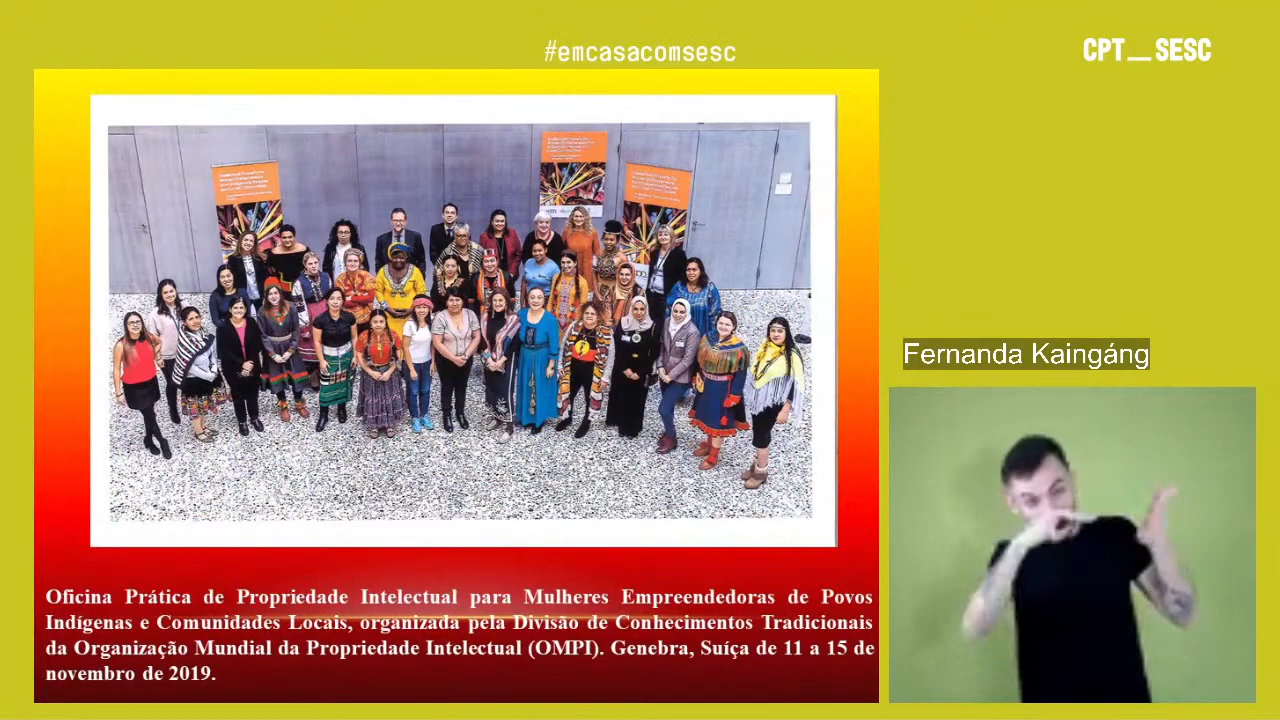 #emcasacomsesc
CPT__SESC
Fernanda Kaingáng
Oficina Prática de Propriedade Intelectual para Mulheres Empreendedoras de Povos
Indígenas e Comunidades Locais, organizada pela Divisão de Conhecimentos Tradicionais
da Organização Mundial da Propriedade Intelectual (OMPI). Genebra, Suíça de 11 a 15 de
novembro de 2019.